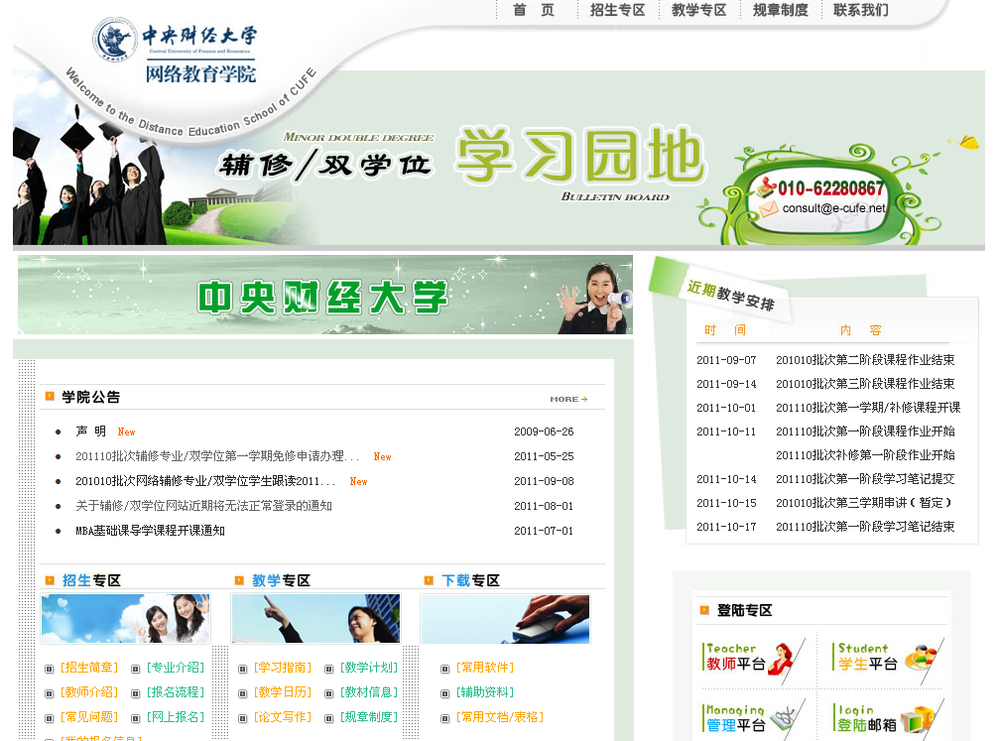 首 页 招生专区 教学专区 规章制度 联系我们
中央财经大学
Central University of Finance and Economics
网络教育学院
Welcome to the Distance Education School of CUFE
MINOR DOUBLE DEGREE
辅修/双学位 学习园地
BULLETIN BOARD
010-62280867
consult@e-cufe.net
中央财经大学
学院公告 MORE
声 明 New 2009-06-26
201110批次辅修专业/双学位第一学期免修申请办理... New 2011-05-25
201010批次网络辅修专业/双学位学生跟读2011... New 2011-09-08
关于辅修/双学位网站近期将无法正常登录的通知 2011-08-01
MBA基础课导学课程开课通知 2011-07-01
招生专区 教学专区 下载专区
[招生简章] [专业介绍] [学习指南] [教学计划] [常用软件]
[教师介绍] [报名流程] [教学日历] [教材信息] [辅助资料]
[常见问题] [网上报名] [论文写作] [规章制度] [常用文档/表格]
[我的报名信息]
近期教学安排
时 间 内 容
2011-09-07 201010批次第二阶段课程作业结束
2011-09-14 201010批次第三阶段课程作业结束
2011-10-01 201110批次第一学期/补修课程开课
2011-10-11 201110批次第一阶段课程作业开始
201110批次补修第一阶段作业开始
2011-10-14 201110批次第一阶段学习笔记提交
2011-10-15 201010批次第三学期串讲(暂定)
2011-10-17 201110批次第一阶段学习笔记结束
登陆专区
Teacher
教师平台
Student
学生平台
Managing
管理平台
login
登陆邮箱